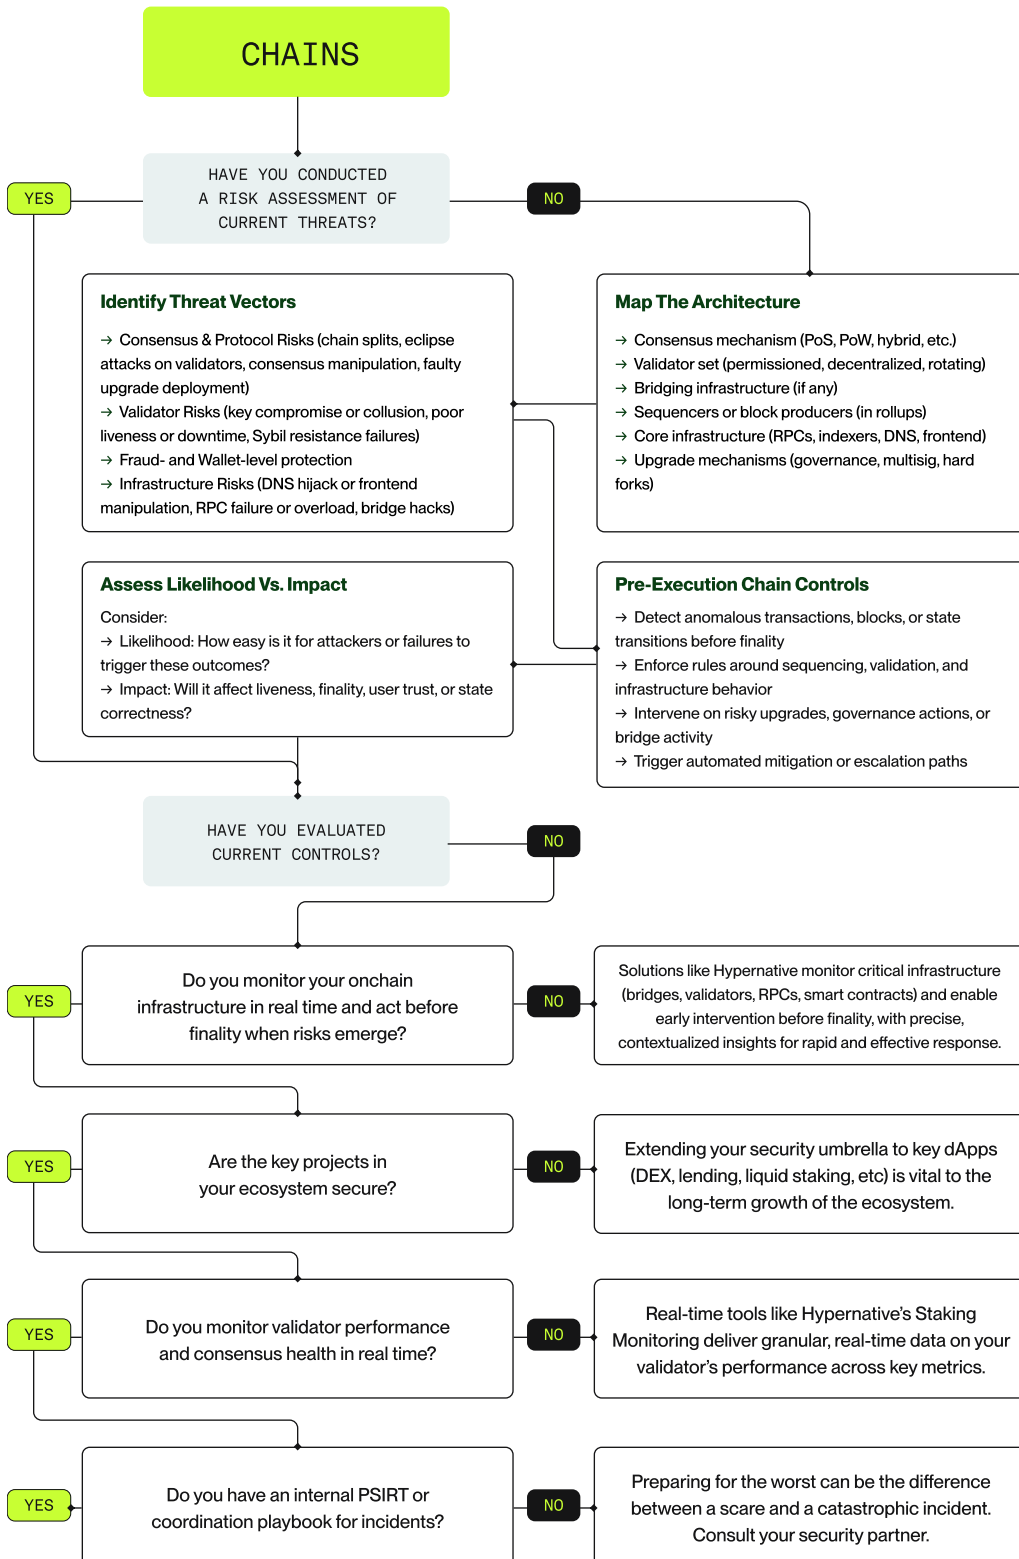 CHAINS
HAVE YOU CONDUCTED
A RISK ASSESSMENT OF
CURRENT THREATS?
YES
NO
Identify Threat Vectors
→ Consensus & Protocol Risks (chain splits, eclipse
attacks on validators, consensus manipulation, faulty
upgrade deployment)
→ Validator Risks (key compromise or collusion, poor
liveness or downtime, Sybil resistance failures)
→ Fraud- and Wallet-level protection
→ Infrastructure Risks (DNS hijack or frontend
manipulation, RPC failure or overload, bridge hacks)
Map The Architecture
→ Consensus mechanism (PoS, PoW, hybrid, etc.)
→ Validator set (permissioned, decentralized, rotating)
→ Bridging infrastructure (if any)
→ Sequencers or block producers (in rollups)
→ Core infrastructure (RPCs, indexers, DNS, frontend)
→ Upgrade mechanisms (governance, multisig, hard
forks)
Assess Likelihood Vs. Impact
Consider:
→ Likelihood: How easy is it for attackers or failures to
trigger these outcomes?
→ Impact: Will it affect liveness, finality, user trust, or state
correctness?
Pre-Execution Chain Controls
→ Detect anomalous transactions, blocks, or state
transitions before finality
→ Enforce rules around sequencing, validation, and
infrastructure behavior
→ Intervene on risky upgrades, governance actions, or
bridge activity
→ Trigger automated mitigation or escalation paths
HAVE YOU EVALUATED
CURRENT CONTROLS?
NO
YES
Do you monitor your onchain
infrastructure in real time and act before
finality when risks emerge?
NO
Solutions like Hypernative monitor critical infrastructure
(bridges, validators, RPCs, smart contracts) and enable
early intervention before finality, with precise,
contextualized insights for rapid and effective response.
YES
Are the key projects in
your ecosystem secure?
NO
Extending your security umbrella to key dApps
(DEX, lending, liquid staking, etc) is vital to the
long-term growth of the ecosystem.
YES
Do you monitor validator performance
and consensus health in real time?
NO
Real-time tools like Hypernative’s Staking
Monitoring deliver granular, real-time data on your
validator’s performance across key metrics.
YES
Do you have an internal PSIRT or
coordination playbook for incidents?
NO
Preparing for the worst can be the difference
between a scare and a catastrophic incident.
Consult your security partner.